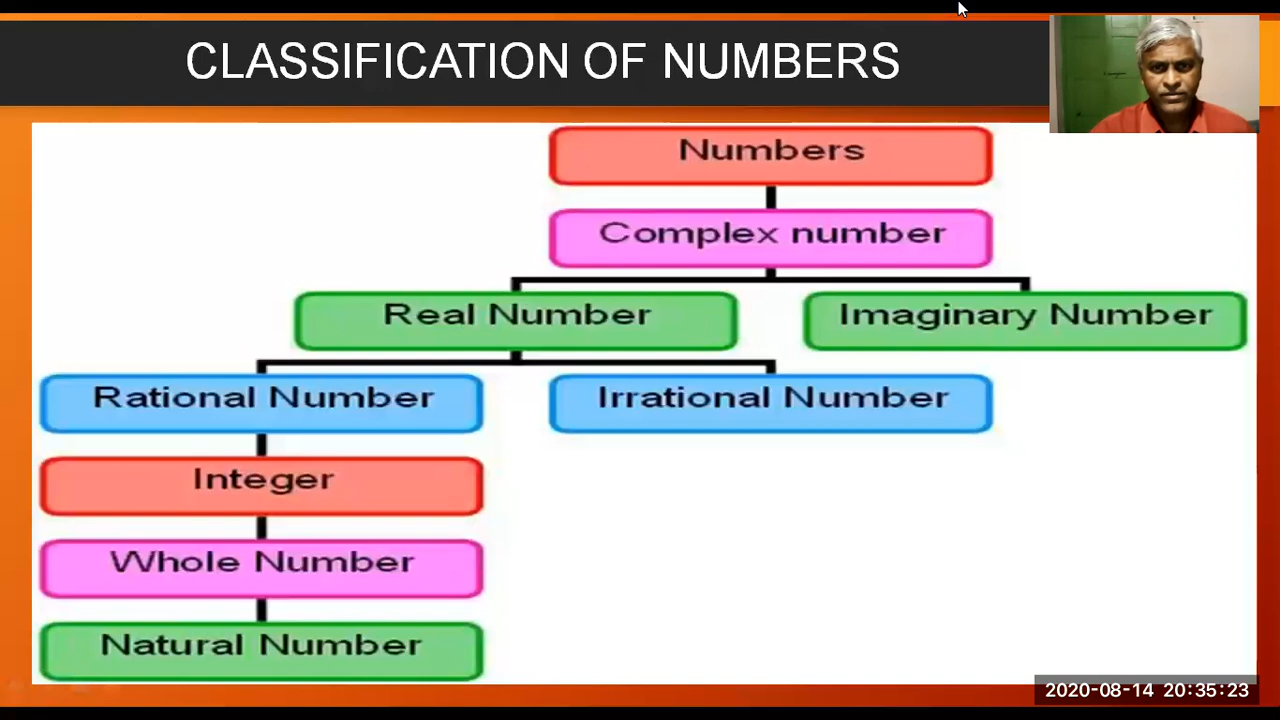 CLASSIFICATION OF NUMBERS
Numbers
Complex number
Real Number
Imaginary Number
Rational Number
Irrational Number
Integer
Whole Number
Natural Number
2020-08-14 20:35:23